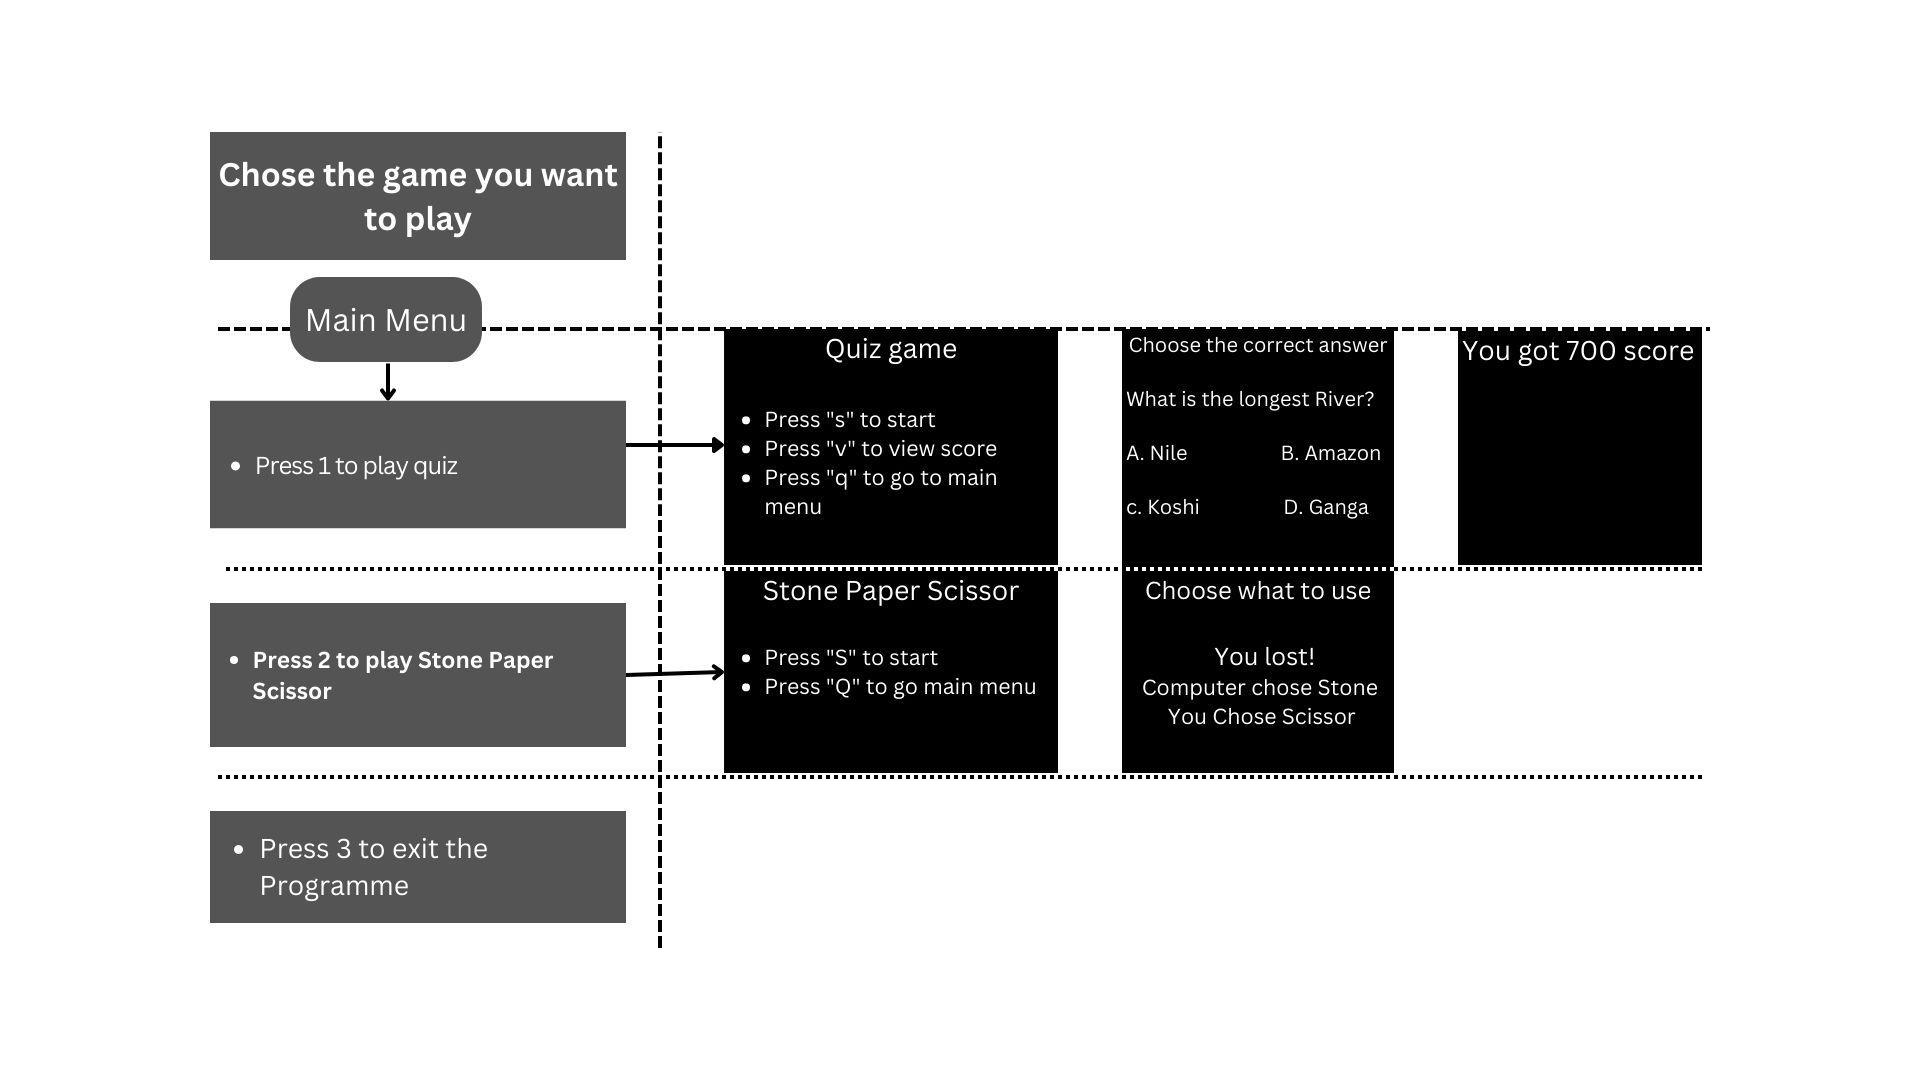 Chose the game you want
to play
Main Menu
Press 1 to play quiz
Quiz game
Press "s" to start
Press "v" to view score
Press "q" to go to main
menu
Choose the correct answer
What is the longest River?
A. Nile B. Amazon
c. Koshi D. Ganga
You got 700 score
Press 2 to play Stone Paper
Scissor
Stone Paper Scissor
Press "S" to start
Press "Q" to go main menu
Choose what to use
You lost!
Computer chose Stone
You Chose Scissor
Press 3 to exit the
Programme